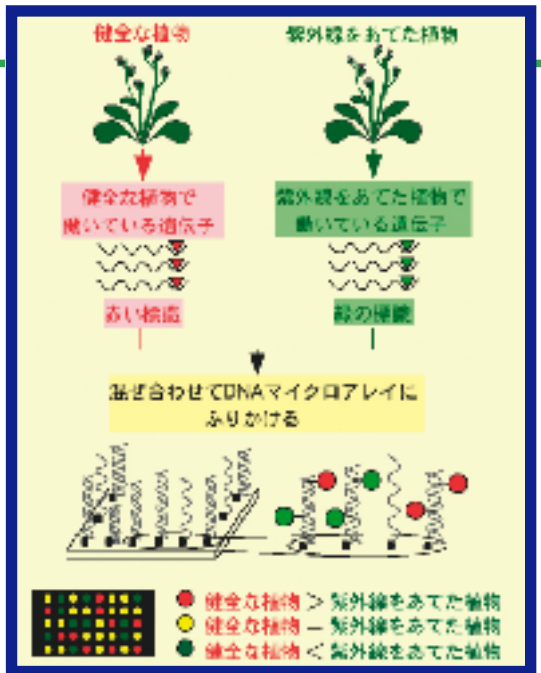 健全な植物
紫外線をあてた植物
健全な植物で
働いている遺伝子
紫外線をあてた植物で
働いている遺伝子
赤い標識
緑の標識
混ぜ合わせてDNAマイクロアレイに
ふりかける
健全な植物 > 紫外線をあてた植物
健全な植物 = 紫外線をあてた植物
健全な植物 < 紫外線をあてた植物